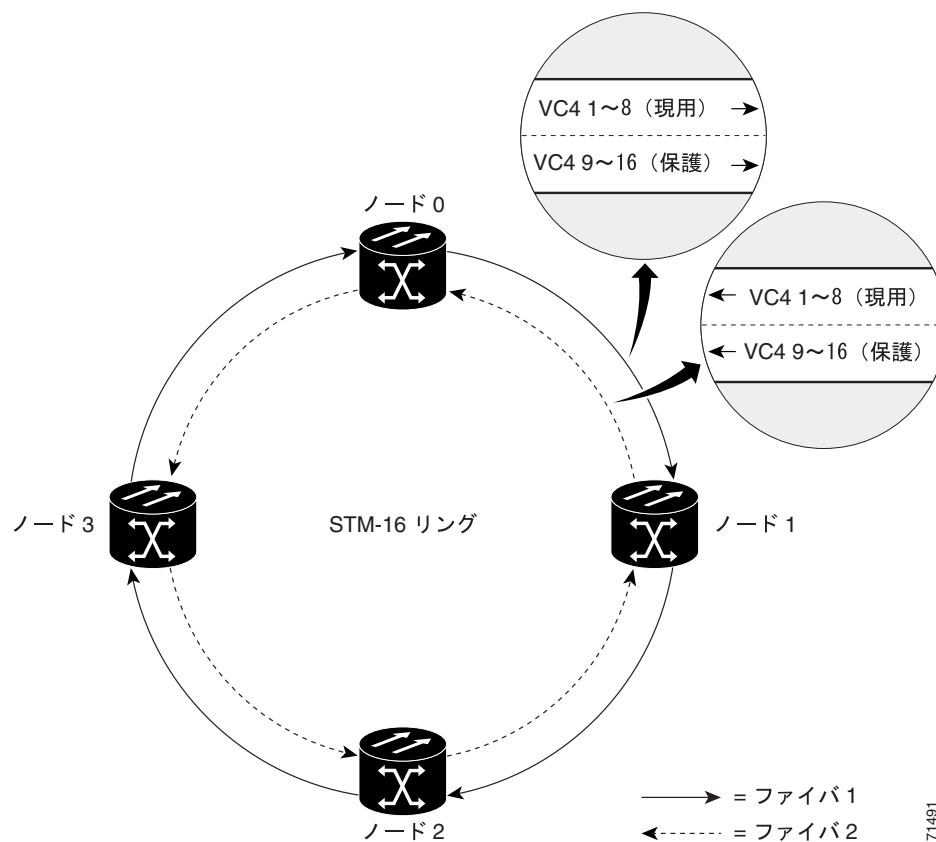 VC4 1~8（現用）
VC4 9~16（保護）
ノード 0
VC4 1~8（現用）
VC4 9~16（保護）
ノード 3
STM-16 リング
ノード 1
ノード 2
= ファイバ 1
= ファイバ 2
71491